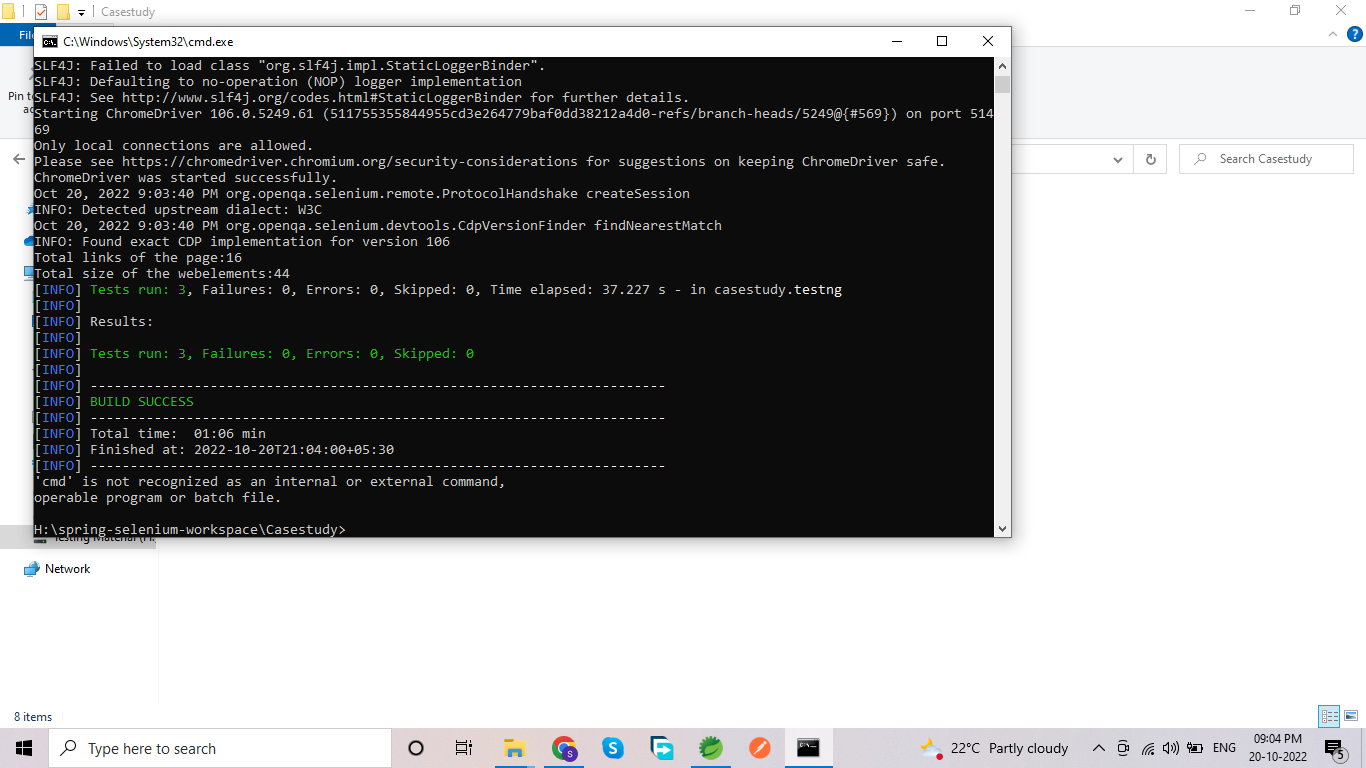 Casestudy
Fil
C:\Windows\System32\cmd.exe
SLF4J: Failed to load class "org.slf4j.impl.StaticLoggerBinder".
SLF4J: Defaulting to no-operation (NOP) logger implementation
SLF4J: See http://www.slf4j.org/codes.html#StaticLoggerBinder for further details.
Starting ChromeDriver 106.0.5249.61 (511755355844955cd3e264779baf0dd38212a4d0-refs/branch-heads/5249@{#569}) on port 514
69
Only local connections are allowed.
Please see https://chromedriver.chromium.org/security-considerations for suggestions on keeping ChromeDriver safe.
ChromeDriver was started successfully.
Oct 20, 2022 9:03:40 PM org.openqa.selenium.remote.ProtocolHandshake createSession
INFO: Detected upstream dialect: W3C
Oct 20, 2022 9:03:40 PM org.openqa.selenium.devtools.CdpVersionFinder findNearestMatch
INFO: Found exact CDP implementation for version 106
Total links of the page:16
Total size of the webelements:44
[INFO] Tests run: 3, Failures: 0, Errors: 0, Skipped: 0, Time elapsed: 37.227 s - in casestudy.testng
[INFO]
[INFO] Results:
[INFO]
[INFO] Tests run: 3, Failures: 0, Errors: 0, Skipped: 0
[INFO]
[INFO] ------------------------------------------------------------------------
[INFO] BUILD SUCCESS
[INFO] ------------------------------------------------------------------------
[INFO] Total time:  01:06 min
[INFO] Finished at: 2022-10-20T21:04:00+05:30
[INFO] ------------------------------------------------------------------------
'cmd' is not recognized as an internal or external command,
operable program or batch file.
H:\spring-selenium-workspace\Casestudy>
Pin to
ac
Search Casestudy
Testing Material (H:
Network
8 items
Type here to search
22°C Partly cloudy
ENG
09:04 PM
20-10-2022
5